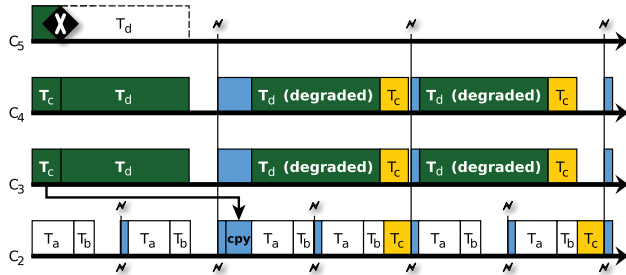 C5 X Td
C4 Tc Td Td (degraded) Tc Td (degraded) Tc
C3 Tc Td Td (degraded) Tc Td (degraded) Tc
C2 Ta Tb Ta Tb cpy Ta Tb Ta Tb Tc Ta Tb Ta Tb Tc